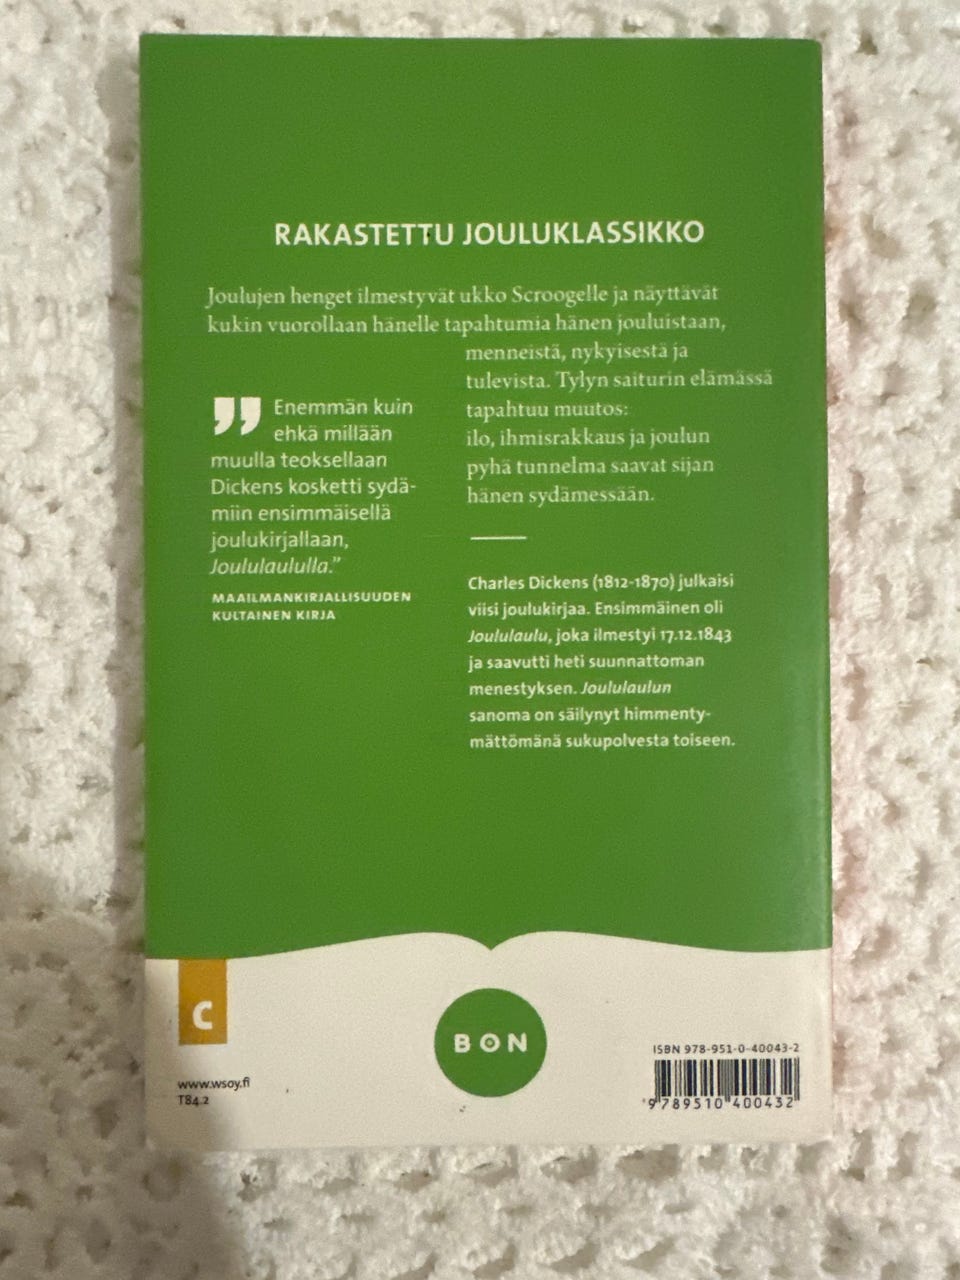 RAKASTETTU JOULUKLASSIKKO
Joulujen henget ilmestyvät ukko Scroogelle ja näyttävät
kukin vuorollaan hänelle tapahtumia hänen jouluistaan,
menneistä, nykyisestä ja
tulevista. Tylyn saiturin elämässä
tapahtuu muutos:
ilo, ihmisrakkaus ja joulun
pyhä tunnelma saavat sijan
hänen sydämessään.
” Enemmän kuin
ehkä millään
muulla teoksellaan
Dickens kosketti sydä-
miin ensimmäisellä
joulukirjallaan,
Joululaululla.”
MAAILMANKIRJALLISUUDEN
KULTAINEN KIRJA
Charles Dickens (1812-1870) julkaisi
viisi joulukirjaa. Ensimmäinen oli
Joululaulu, joka ilmestyi 17.12.1843
ja saavutti heti suunnattoman
menestyksen. Joululaulun
sanoma on säilynyt himmenty-
mättömänä sukupolvesta toiseen.
C
BON
www.wsoy.fi
T84.2
ISBN 978-951-0-40043-2
9789510400432